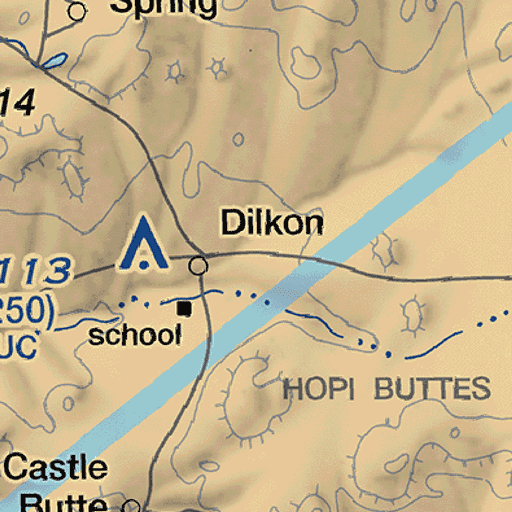 Spring
14
Dilkon
113
250)
UC
school
HOPI BUTTES
Castle
Butte